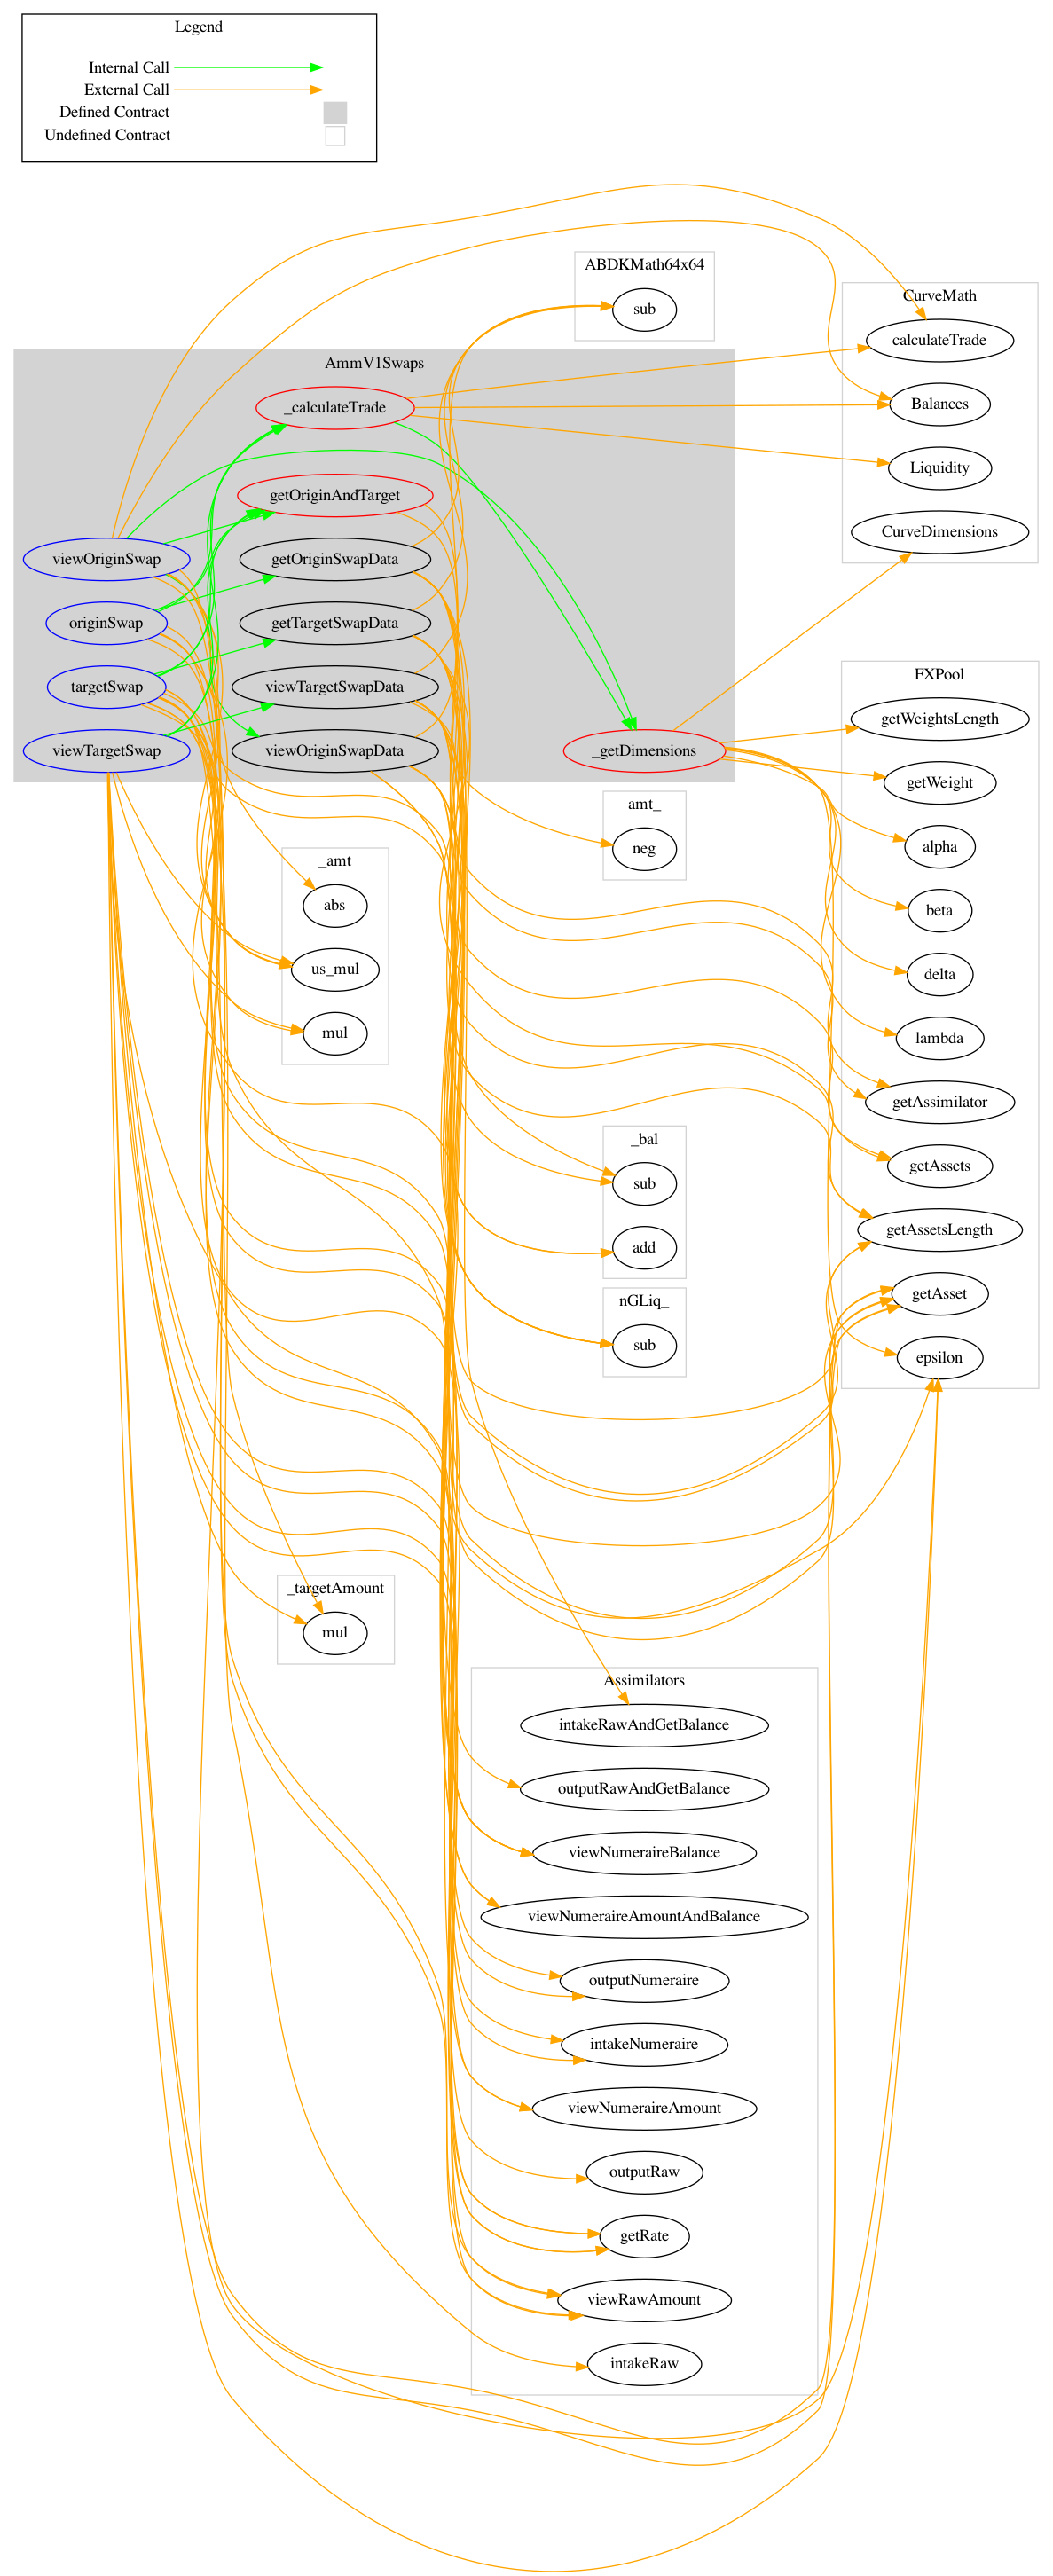 Legend
Internal Call
External Call
Defined Contract
Undefined Contract
AmmV1Swaps
viewOriginSwap
originSwap
targetSwap
viewTargetSwap
_calculateTrade
getOriginAndTarget
getOriginSwapData
getTargetSwapData
viewTargetSwapData
viewOriginSwapData
_getDimensions
ABDKMath64x64
sub
CurveMath
calculateTrade
Balances
Liquidity
CurveDimensions
FXPool
getWeightsLength
getWeight
alpha
beta
delta
lambda
getAssimilator
getAssets
getAssetsLength
getAsset
epsilon
amt_
neg
_amt
abs
us_mul
mul
_bal
sub
add
nGLiq_
sub
_targetAmount
mul
Assimilators
intakeRawAndGetBalance
outputRawAndGetBalance
viewNumeraireBalance
viewNumeraireAmountAndBalance
outputNumeraire
intakeNumeraire
viewNumeraireAmount
outputRaw
getRate
viewRawAmount
intakeRaw